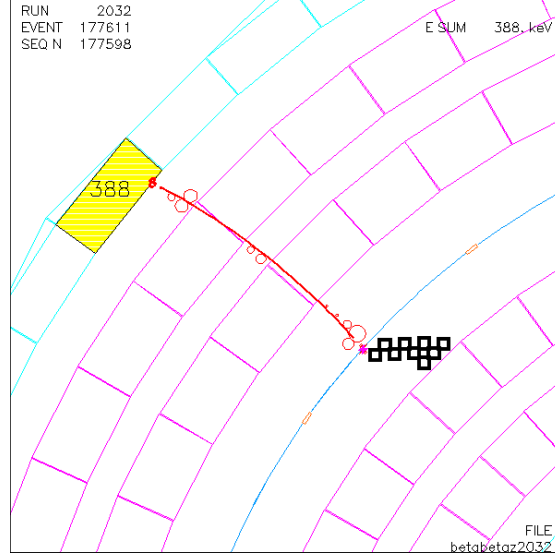 RUN 2032
EVENT 177611
SEQ N 177598
E SUM 388. keV
388
FILE
betabetaz2032